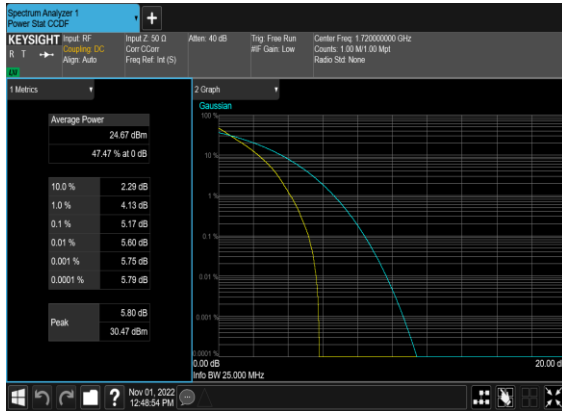 Spectrum Analyzer 1
Power Stat CCDF
KEYSIGHT
R T
LXI
Input: RF
Coupling: DC
Align: Auto
Input Z: 50 Ω
Corr CCorr
Freq Ref: Int (S)
Atten: 40 dB
Trig: Free Run
#IF Gain: Low
Center Freq: 1.720000000 GHz
Counts: 1.00 M/1.00 Mpt
Radio Std: None
1 Metrics
Average Power
24.67 dBm
47.47 % at 0 dB
10.0 % 2.29 dB
1.0 % 4.13 dB
0.1 % 5.17 dB
0.01 % 5.60 dB
0.001 % 5.75 dB
0.0001 % 5.79 dB
Peak
5.80 dB
30.47 dBm
2 Graph
Gaussian
100 %
10 %
1 %
0.1 %
0.01 %
0.001 %
0.0001 %
0.00 dB
20.00 d
Info BW 25.000 MHz
?
Nov 01, 2022
12:48:54 PM